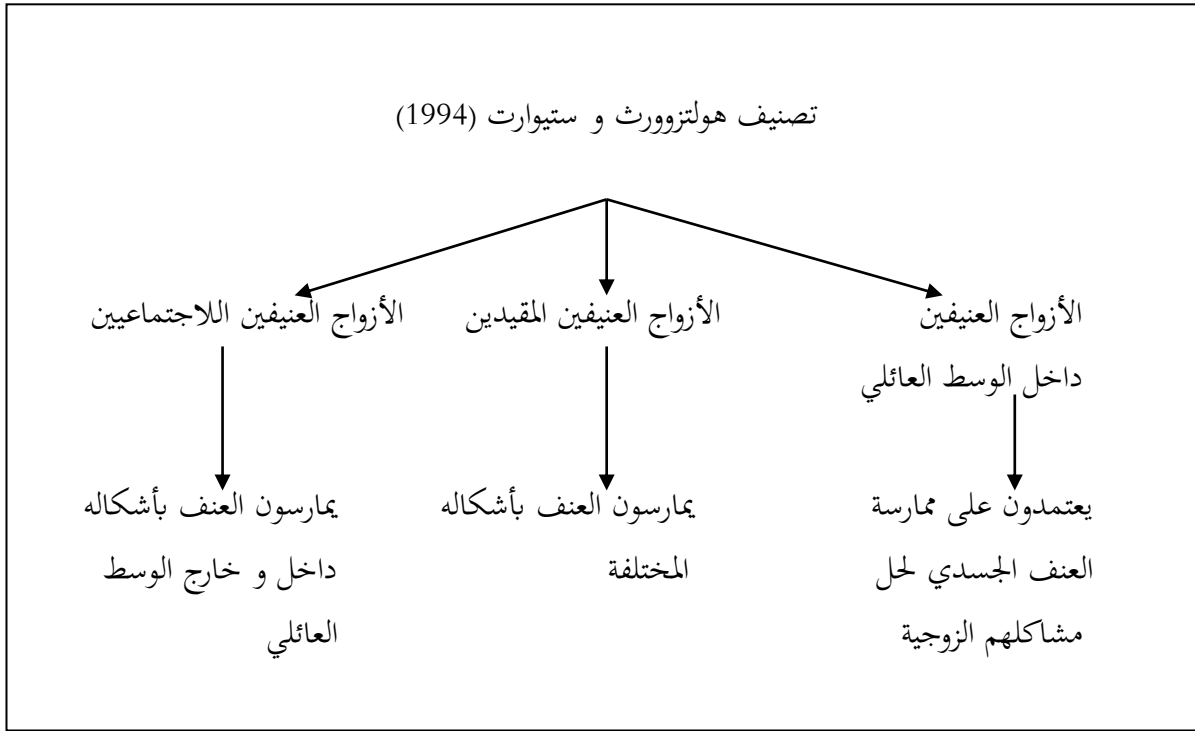 تصنيف هولتزوورث و ستيوارت (1994)
الأزواج العنيفين
داخل الوسط العائلي
الأزواج العنيفين المقيدين
الأزواج العنيفين اللاجتماعيين
يعتمدون على ممارسة
العنف الجسدي لحل
مشاكلهم الزوجية
يمارسون العنف بأشكاله
المختلفة
يمارسون العنف بأشكاله
داخل و خارج الوسط
العائلي